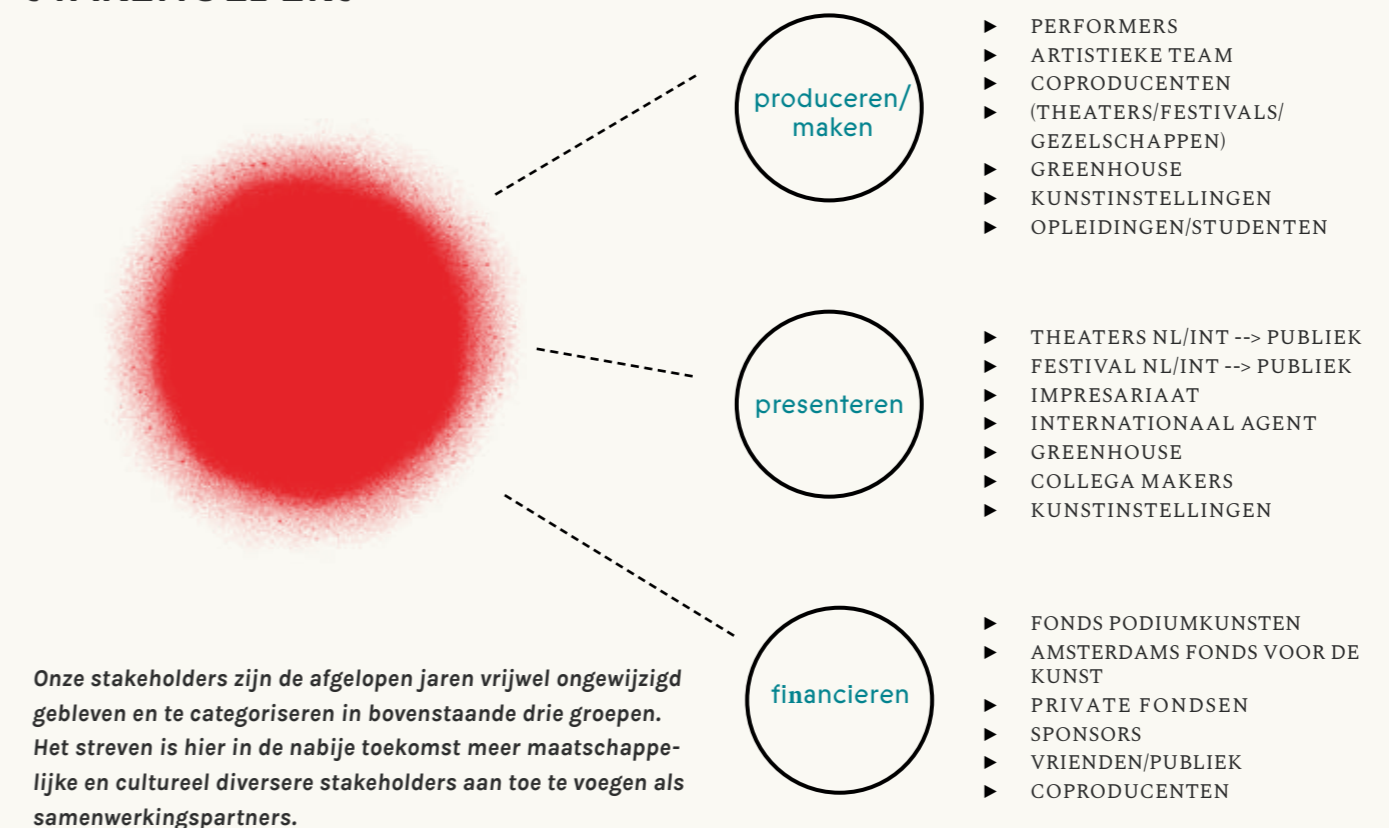 produceren/
maken
► PERFORMERS
► ARTISTIEKE TEAM
► COPRODUCENTEN
► (THEATERS/FESTIVALS/
GEZELSCHAPPEN)
► GREENHOUSE
► KUNSTINSTELLINGEN
► OPLEIDINGEN/STUDENTEN
presenteren
► THEATERS NL/INT --> PUBLIEK
► FESTIVAL NL/INT --> PUBLIEK
► IMPRESARIAAT
► INTERNATIONAAL AGENT
► GREENHOUSE
► COLLEGA MAKERS
► KUNSTINSTELLINGEN
financieren
► FONDS PODIUMKUNSTEN
► AMSTERDAMS FONDS VOOR DE
KUNST
► PRIVATE FONDSEN
► SPONSORS
► VRIENDEN/PUBLIEK
► COPRODUCENTEN
Onze stakeholders zijn de afgelopen jaren vrijwel ongewijzigd
gebleven en te categoriseren in bovenstaande drie groepen.
Het streven is hier in de nabije toekomst meer maatschappe-
lijke en cultureel diversere stakeholders aan toe te voegen als
samenwerkingspartners.